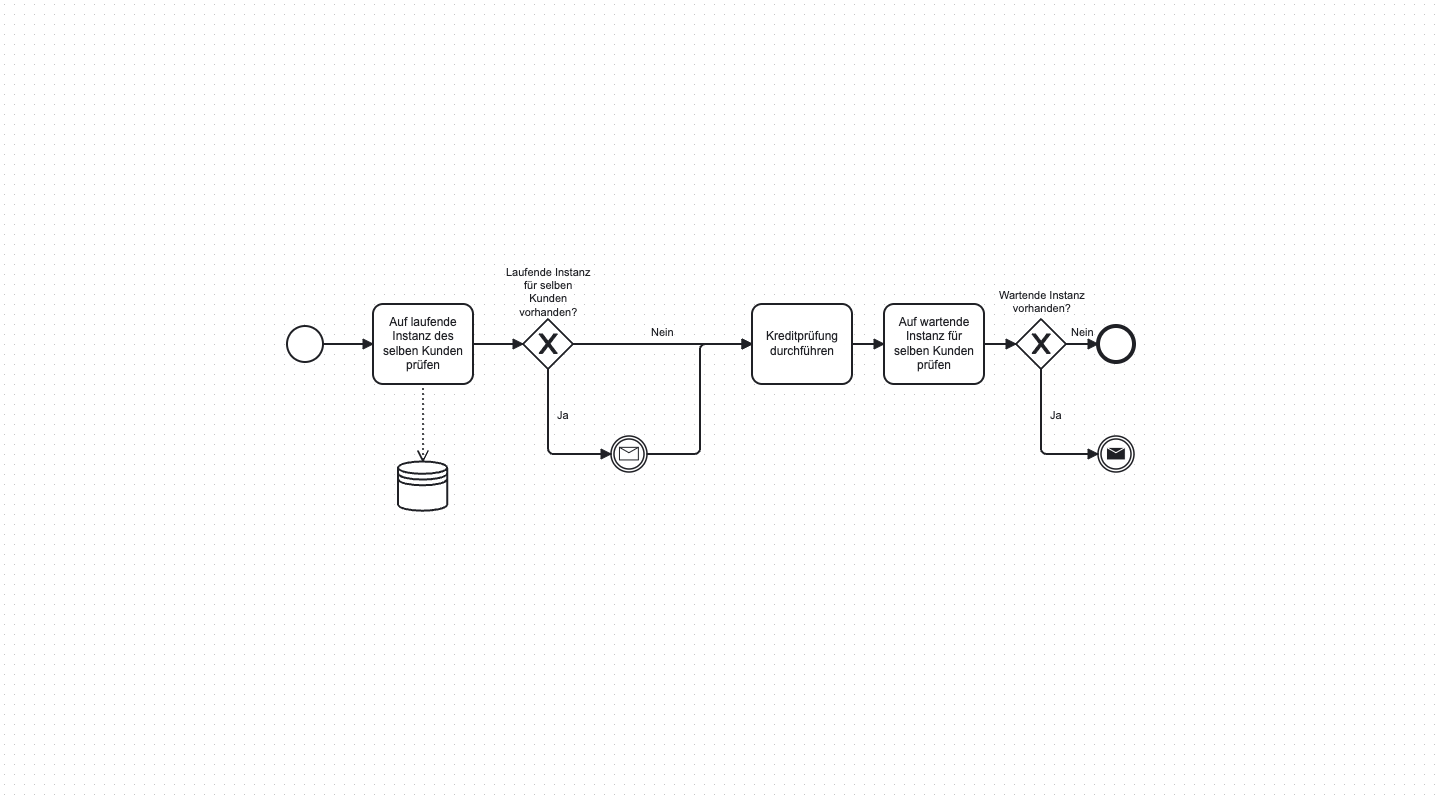 Auf laufende
Instanz des
selben Kunden
prüfen
Laufende Instanz
für selben
Kunden
vorhanden?
Nein
Ja
Kreditprüfung
durchführen
Auf wartende
Instanz für
selben Kunden
prüfen
Wartende Instanz
vorhanden?
Nein
Ja